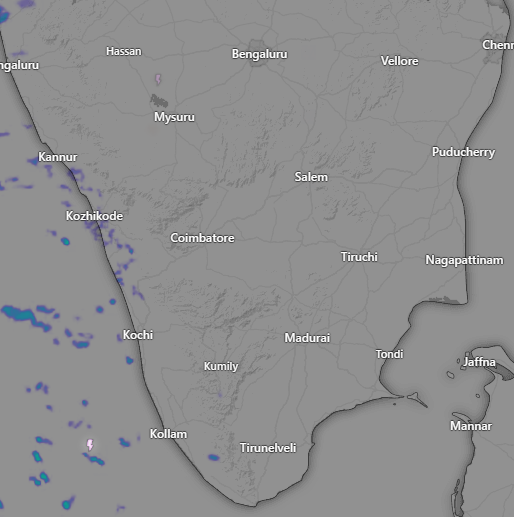 Hassan
Bengaluru
Chenn
ngaluru
Vellore
Mysuru
Kannur
Puducherry
Salem
Kozhikode
Coimbatore
Tiruchi
Nagapattinam
Kochi
Madurai
Tondi
Jaffna
Kumily
Mannar
Kollam
Tirunelveli